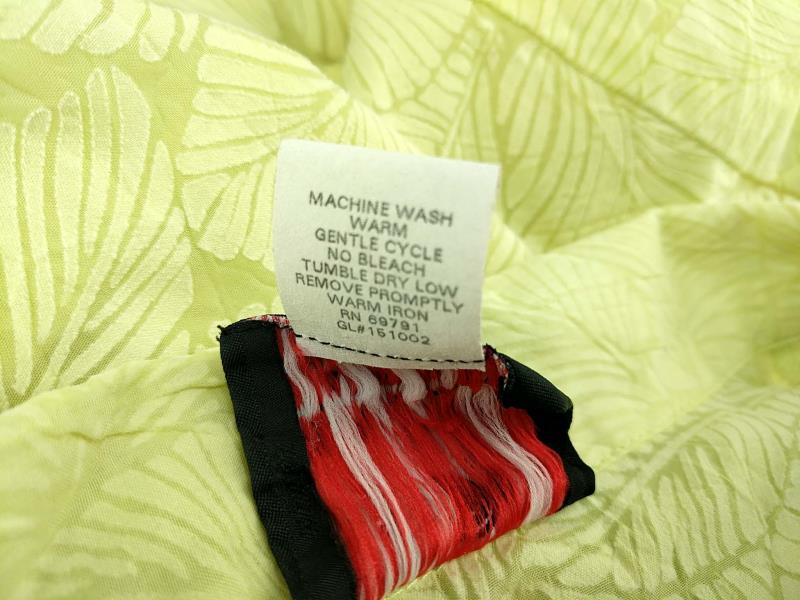 MACHINE WASH
WARM
GENTLE CYCLE
NO BLEACH
TUMBLE DRY LOW
REMOVE PROMPTLY
WARM IRON
RN 69791
GL#151002